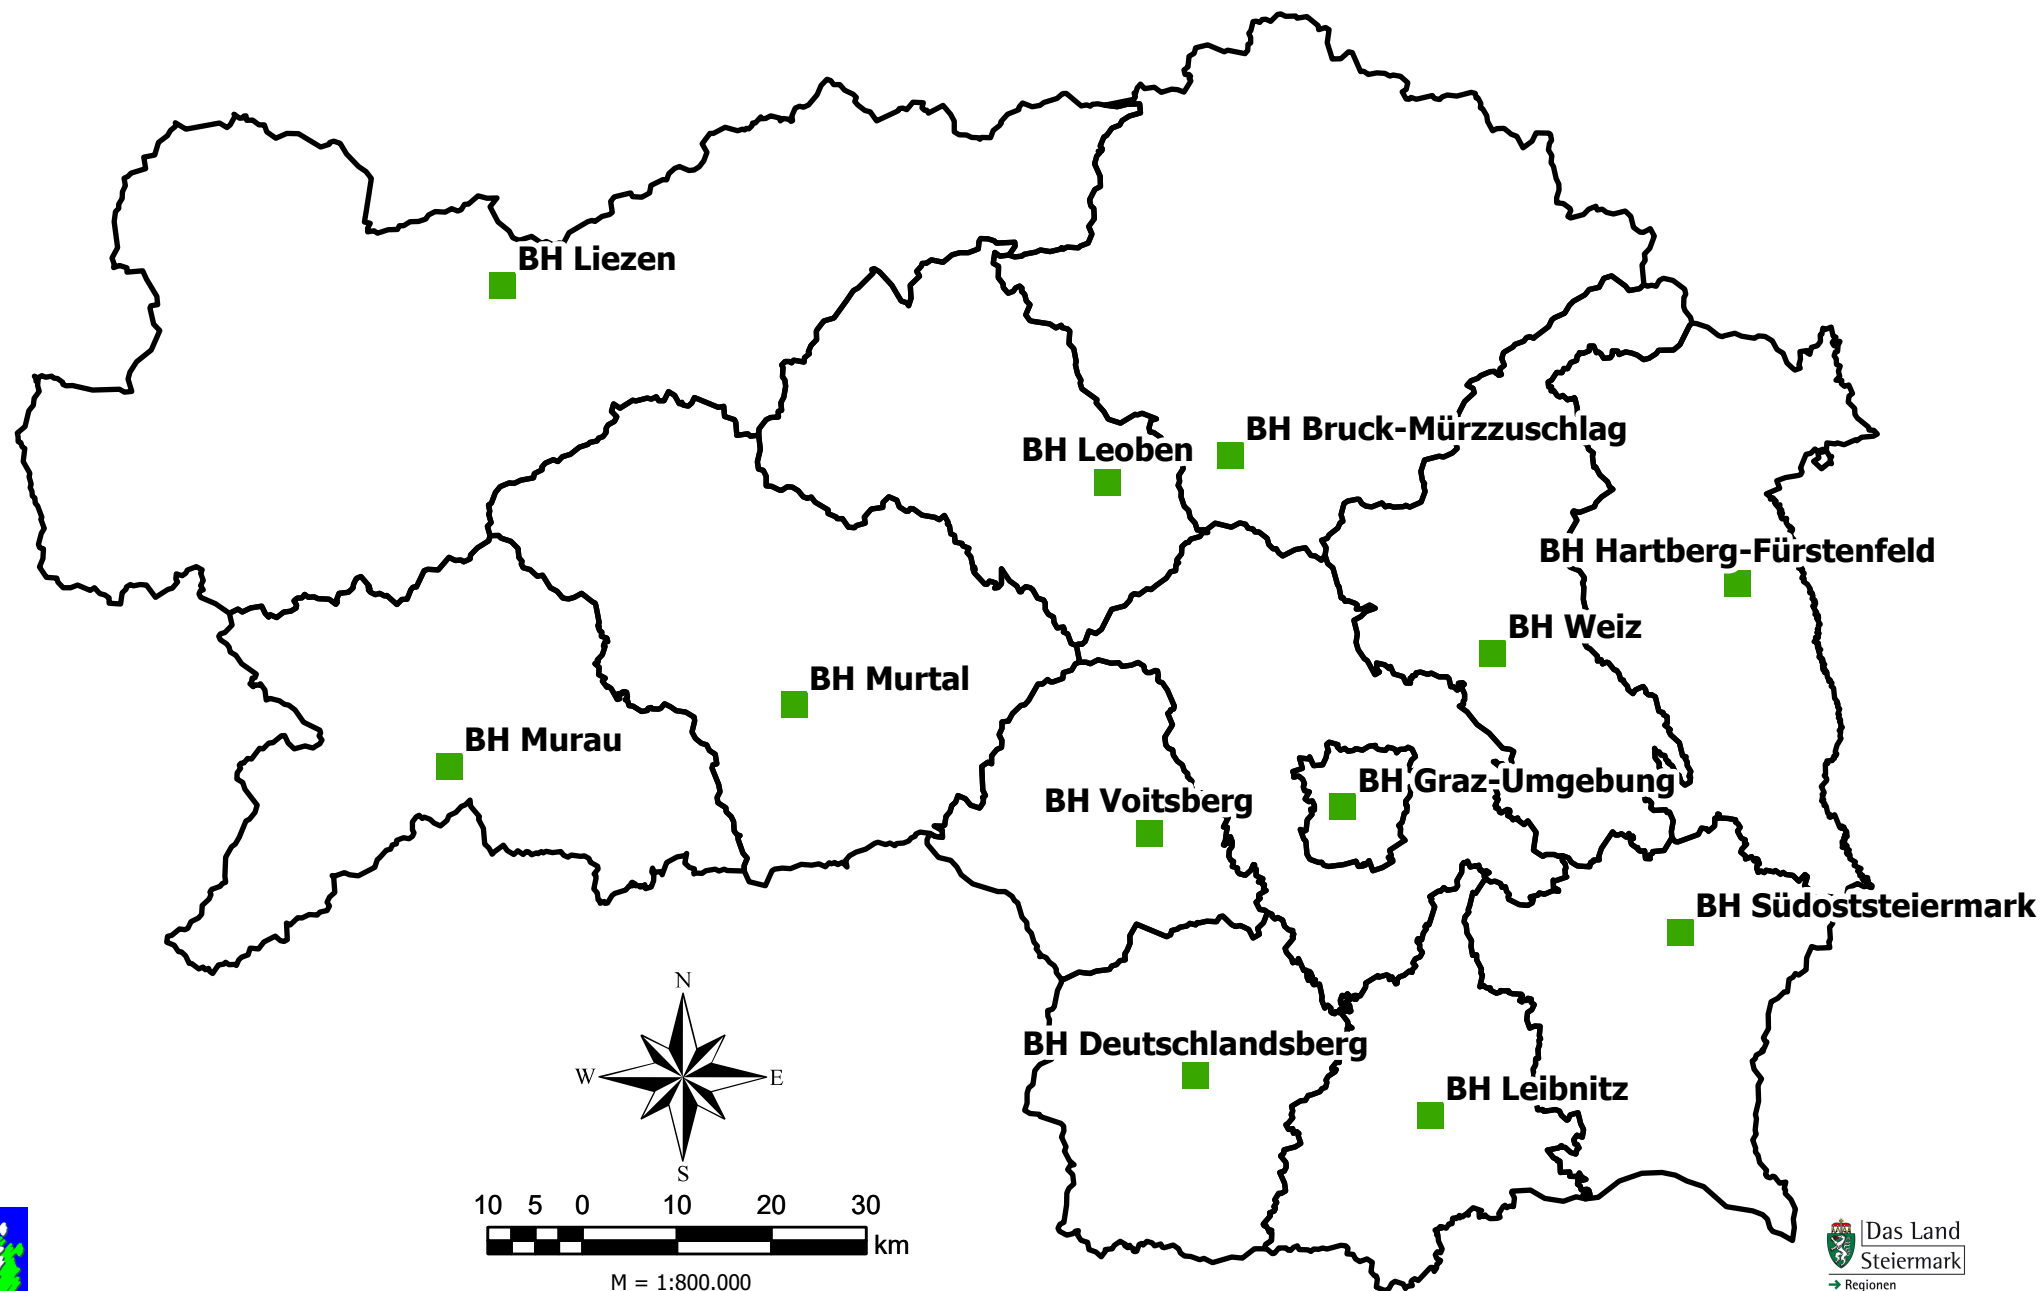 BH Liezen
BH Bruck-Mürzzuschlag
BH Leoben
BH Hartberg-Fürstenfeld
BH Weiz
BH Murtal
BH Murau
BH Graz-Umgebung
BH Voitsberg
BH Südoststeiermark
N
W E
S
BH Deutschlandsberg
BH Leibnitz
10 5 0 10 20 30
km
M = 1:800.000
Das Land
Steiermark
→ Regionen